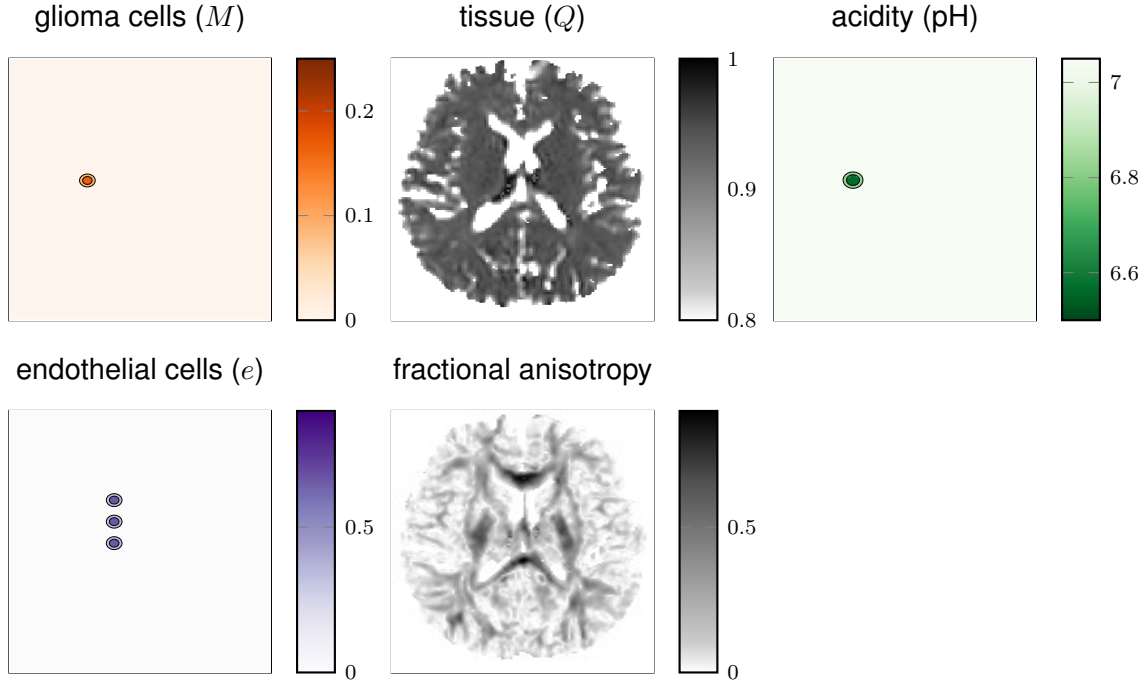 glioma cells (M)
tissue (Q)
acidity (pH)
0.2
0.1
0
1
0.9
0.8
7
6.8
6.6
endothelial cells (e)
fractional anisotropy
0.5
0
0.5
0